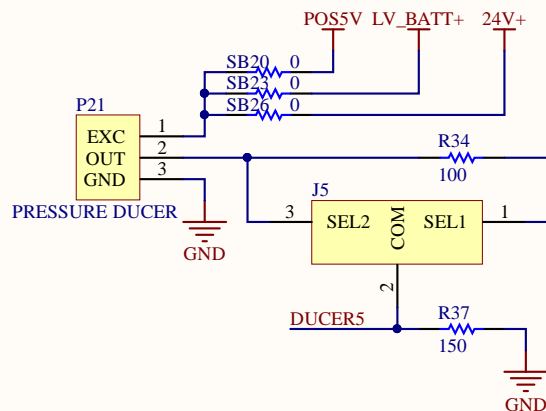 POS5V LV_BATT+ 24V+
SB20 0
SB23 0
SB26 0
P21
EXC 1
OUT 2
GND 3
PRESSURE DUCER
GND
R34
100
J5
3 SEL2 COM SEL1 1
2
DUCER5
R37
150
GND